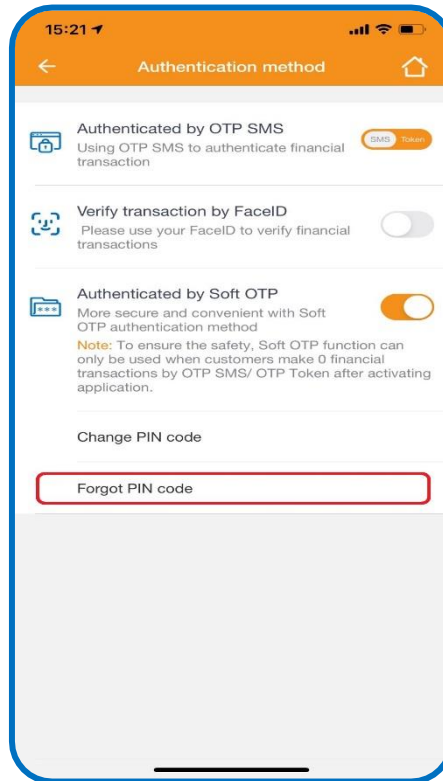 15:21
Authentication method
Authenticated by OTP SMS
Using OTP SMS to authenticate financial
transaction
SMS Token
Verify transaction by FaceID
Please use your FaceID to verify financial
transactions
Authenticated by Soft OTP
More secure and convenient with Soft
OTP authentication method
Note: To ensure the safety, Soft OTP function can
only be used when customers make 0 financial
transactions by OTP SMS/ OTP Token after activating
application.
Change PIN code
Forgot PIN code